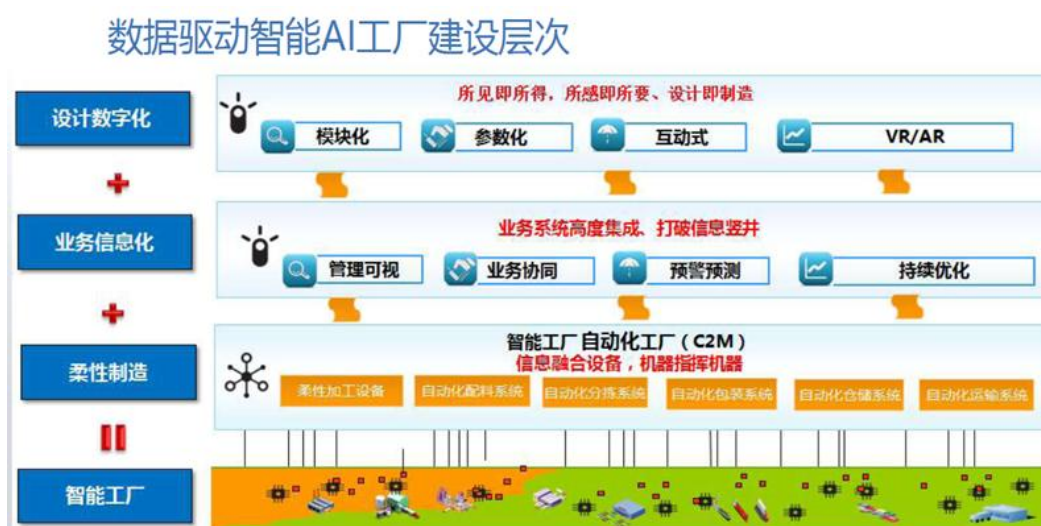 数据驱动智能AI工厂建设层次
设计数字化
所见即所得，所感即所要、设计即制造
模块化
参数化
互动式
VR/AR
业务信息化
业务系统高度集成、打破信息竖井
管理可视
业务协同
预警预测
持续优化
柔性制造
智能工厂自动化工厂（C2M）
信息融合设备，机器指挥机器
柔性加工设备
自动化配料系统
自动化分拣系统
自动化包装系统
自动化仓储系统
自动化运输系统
智能工厂